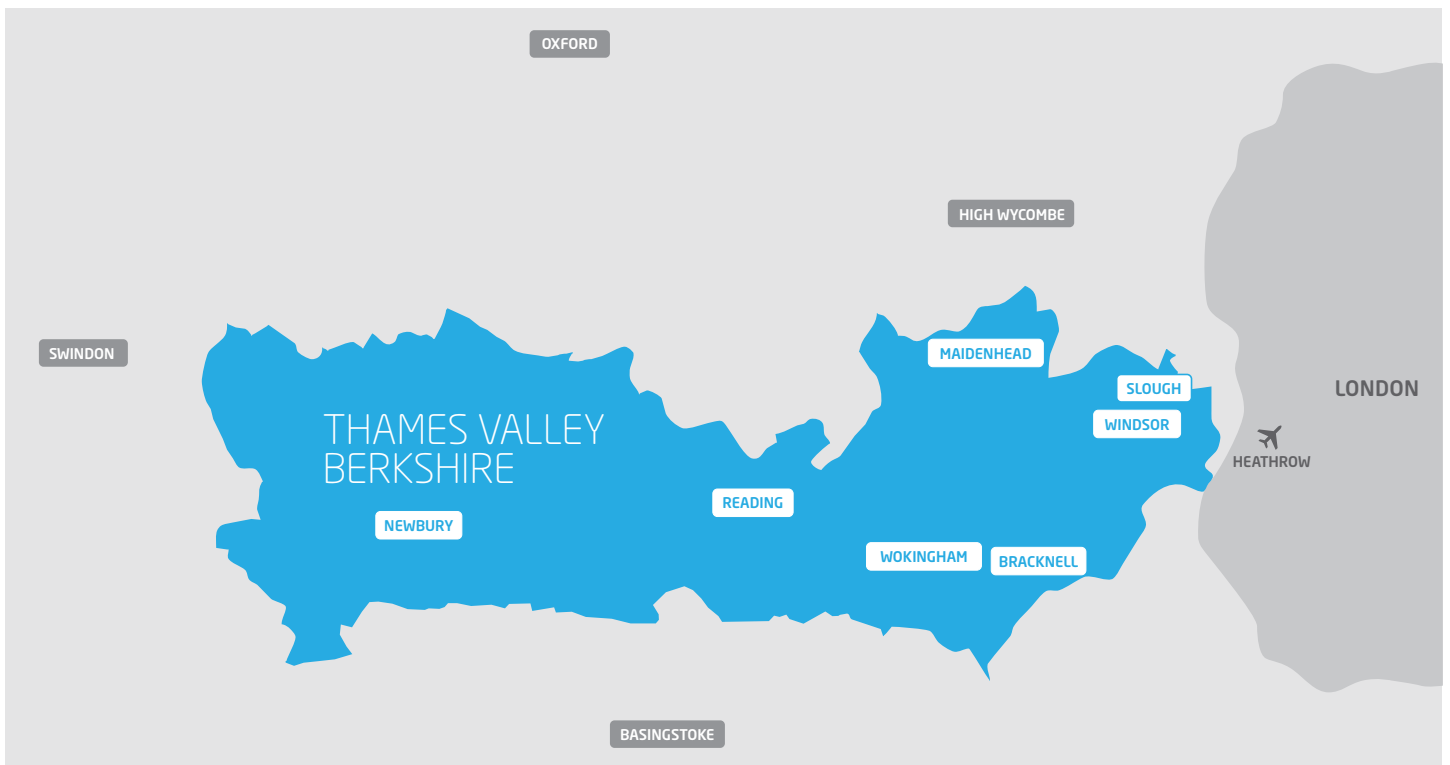 OXFORD
HIGH WYCOMBE
SWINDON
MAIDENHEAD
SLOUGH
LONDON
WINDSOR
THAMES VALLEY
BERKSHIRE
HEATHROW
READING
NEWBURY
WOKINGHAM
BRACKNELL
BASINGSTOKE